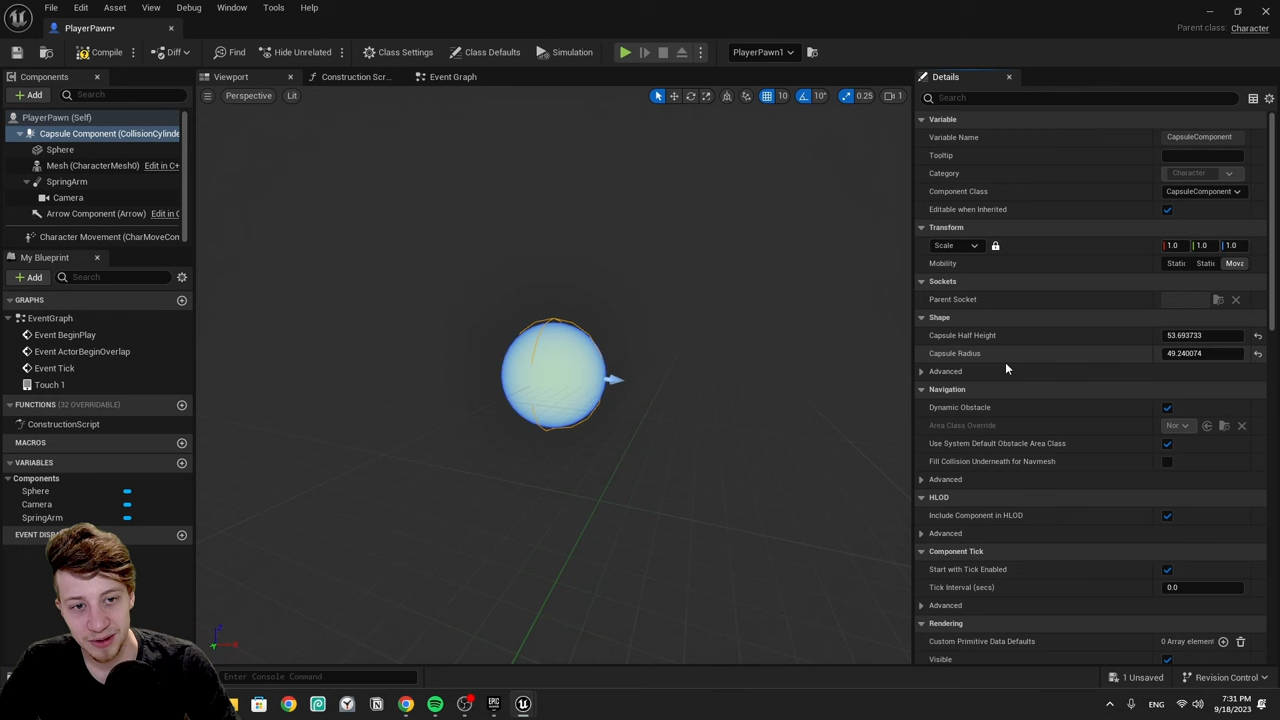 File Edit Asset View Debug Window Tools Help
PlayerPawn*
Parent class: Character
Compile Diff Find Hide Unrelated Class Settings Class Defaults Simulation PlayerPawn1
Components
Viewport
Construction Scr...
Event Graph
Details
Add
Search
Perspective
Lit
10
10°
0.25
1
Search
PlayerPawn (Self)
Capsule Component (CollisionCylinde
Sphere
Mesh (CharacterMesh0) Edit in C+
SpringArm
Camera
Arrow Component (Arrow) Edit in C
Character Movement (CharMoveCom
My Blueprint
Add
Search
GRAPHS
EventGraph
Event BeginPlay
Event ActorBeginOverlap
Event Tick
Touch 1
FUNCTIONS (32 OVERRIDABLE)
ConstructionScript
MACROS
VARIABLES
Components
Sphere
Camera
SpringArm
EVENT DISP
Variable
Variable Name CapsuleComponent
Tooltip
Category Character
Component Class CapsuleComponent
Editable when Inherited
Transform
Scale 1.0 1.0 1.0
Mobility Static Static Mova
Sockets
Parent Socket
Shape
Capsule Half Height 53.693733
Capsule Radius 49.240074
Advanced
Navigation
Dynamic Obstacle
Area Class Override Nor
Use System Default Obstacle Area Class
Fill Collision Underneath for Navmesh
Advanced
HLOD
Include Component in HLOD
Advanced
Component Tick
Start with Tick Enabled
Tick Interval (secs) 0.0
Advanced
Rendering
Custom Primitive Data Defaults 0 Array element
Visible
Enter Console Command
1 Unsaved
Revision Control
ENG
7:31 PM
9/18/2023